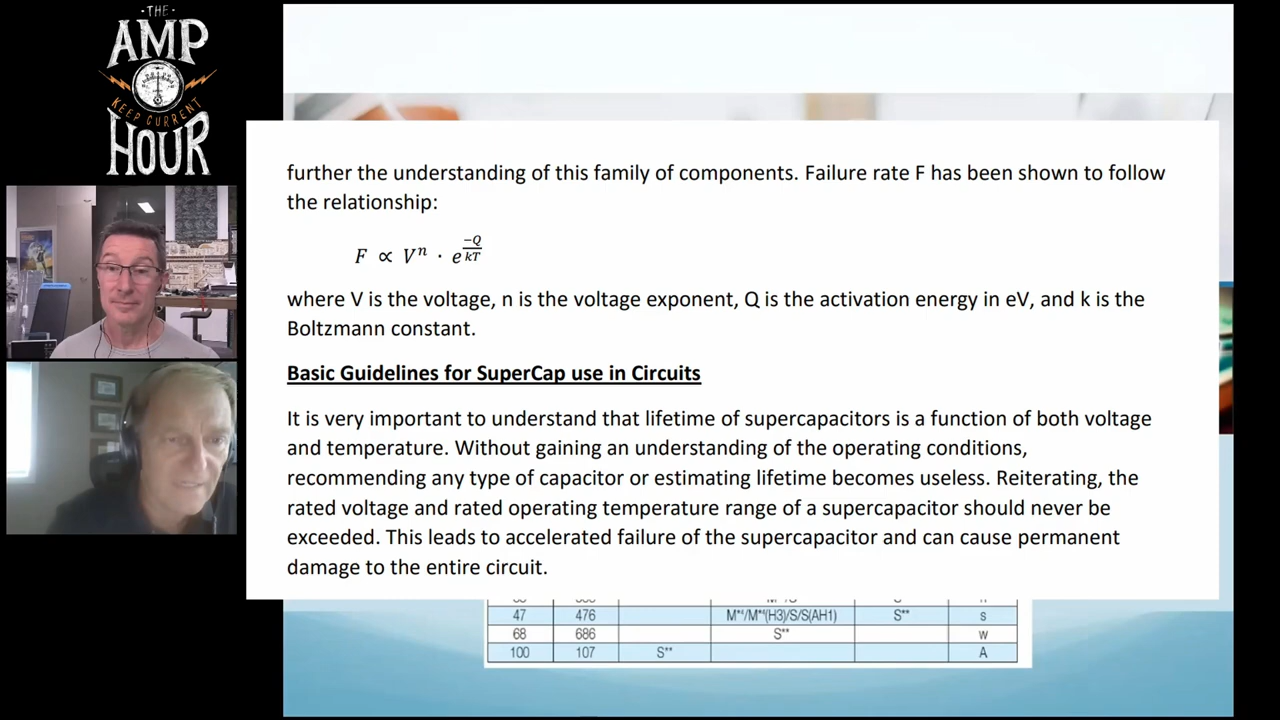 THE
AMP
KEEP CURRENT
HOUR
further the understanding of this family of components. Failure rate F has been shown to follow
the relationship:
F ∝ Vⁿ · e^(-Q/kT)
where V is the voltage, n is the voltage exponent, Q is the activation energy in eV, and k is the
Boltzmann constant.
Basic Guidelines for SuperCap use in Circuits
It is very important to understand that lifetime of supercapacitors is a function of both voltage
and temperature. Without gaining an understanding of the operating conditions,
recommending any type of capacitor or estimating lifetime becomes useless. Reiterating, the
rated voltage and rated operating temperature range of a supercapacitor should never be
exceeded. This leads to accelerated failure of the supercapacitor and can cause permanent
damage to the entire circuit.
47 476 M**/M**(H3)/S/S(AH1) S** s
68 686 S** w
100 107 S** A